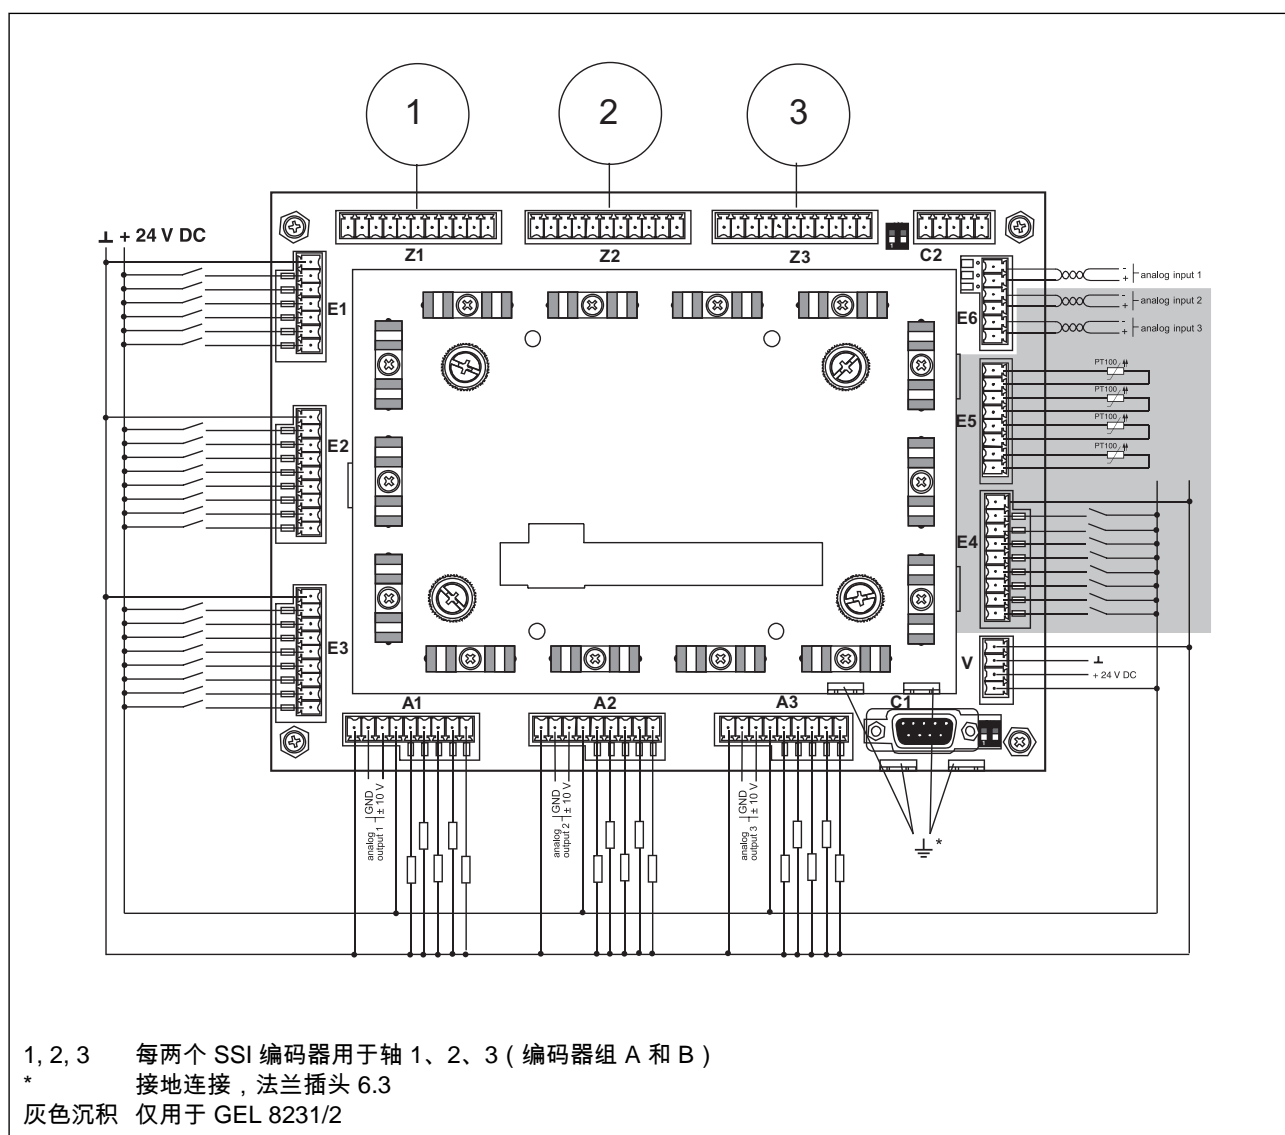 1
2
3
⊥ + 24 V DC
Z1
Z2
Z3
C2
E1
E2
E3
E6
- analog input 1
+
- analog input 2
+
- analog input 3
+
E5
PT100
PT100
PT100
PT100
E4
V
⊥
+ 24 V DC
A1
A2
A3
C1
1
1
analog output 1
GND
± 10 V
analog output 2
GND
± 10 V
analog output 3
GND
± 10 V
*
1, 2, 3 每两个 SSI 编码器用于轴 1、2、3 ( 编码器组 A 和 B )
* 接地连接，法兰插头 6.3
灰色沉积 仅用于 GEL 8231/2